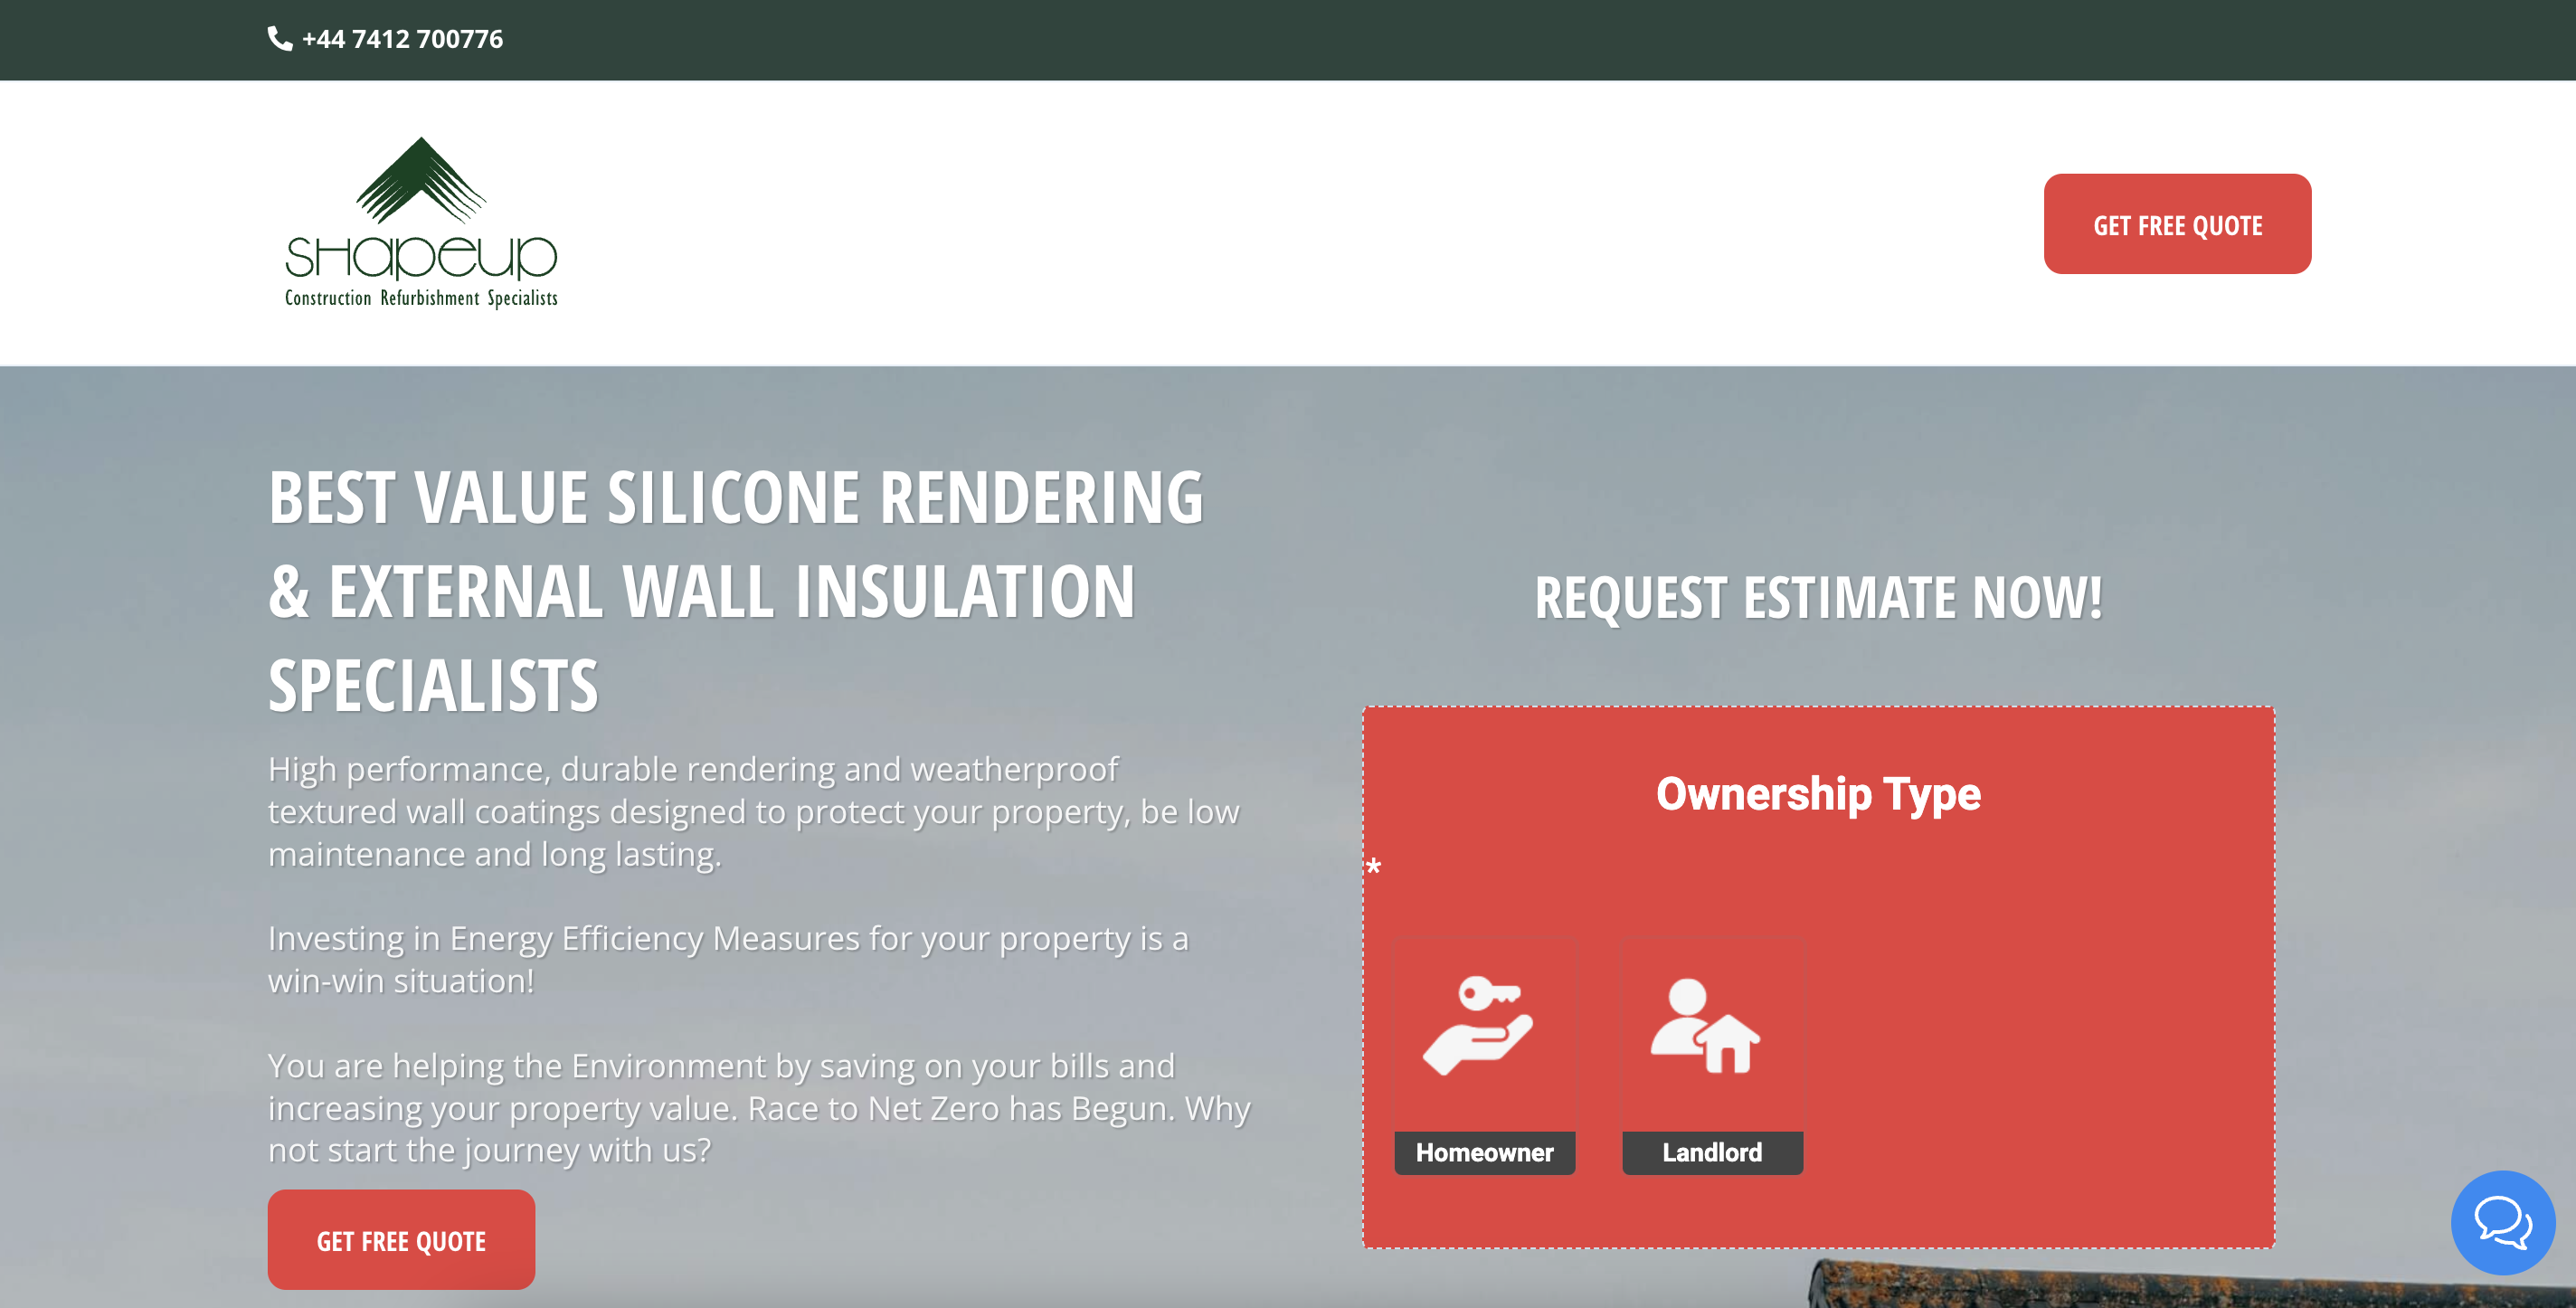 +44 7412 700776
SHapeup
Construction Refurbishment Specialists
GET FREE QUOTE
BEST VALUE SILICONE RENDERING
& EXTERNAL WALL INSULATION
SPECIALISTS
High performance, durable rendering and weatherproof
textured wall coatings designed to protect your property, be low
maintenance and long lasting.
Investing in Energy Efficiency Measures for your property is a
win-win situation!
You are helping the Environment by saving on your bills and
increasing your property value. Race to Net Zero has Begun. Why
not start the journey with us?
GET FREE QUOTE
REQUEST ESTIMATE NOW!
Ownership Type
*
Homeowner
Landlord